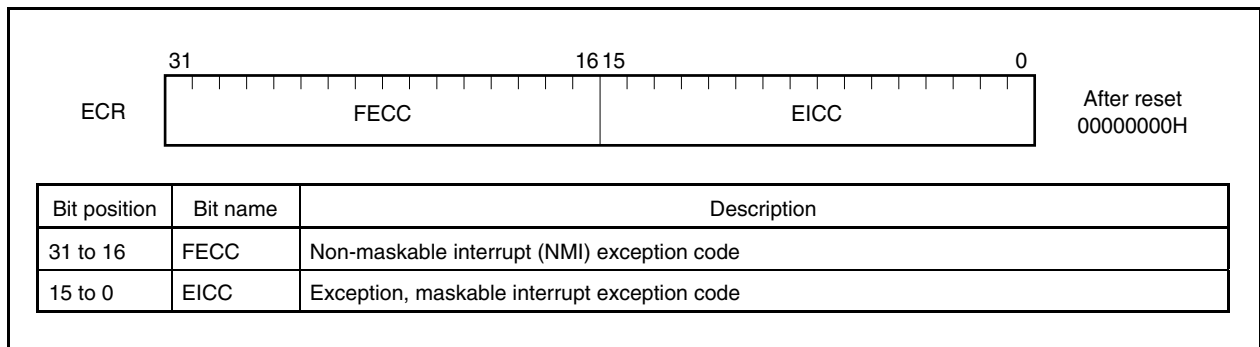 31 16 15 0
ECR FECC EICC After reset
00000000H
Bit position Bit name Description
31 to 16 FECC Non-maskable interrupt (NMI) exception code
15 to 0 EICC Exception, maskable interrupt exception code